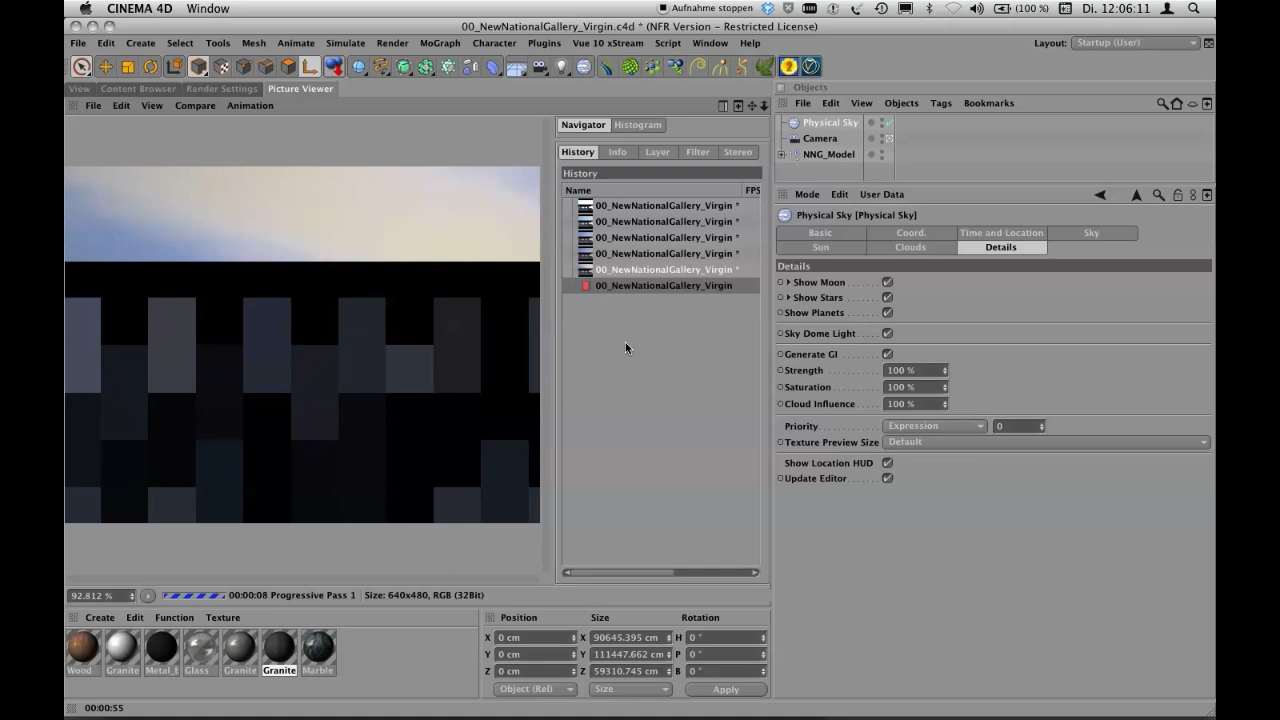 CINEMA 4D Window Aufnahme stoppen (100 %) Di. 12:06:11
00_NewNationalGallery_Virgin.c4d * (NFR Version - Restricted License)
File Edit Create Select Tools Mesh Animate Simulate Render MoGraph Character Plugins Vue 10 xStream Script Window Help Layout: Startup (User)
View Content Browser Render Settings Picture Viewer
File Edit View Compare Animation
Navigator Histogram
History Info Layer Filter Stereo
History
Name FPS
00_NewNationalGallery_Virgin *
00_NewNationalGallery_Virgin *
00_NewNationalGallery_Virgin *
00_NewNationalGallery_Virgin *
00_NewNationalGallery_Virgin *
00_NewNationalGallery_Virgin
92.812 % 00:00:08 Progressive Pass 1 Size: 640x480, RGB (32Bit)
Objects
File Edit View Objects Tags Bookmarks
Physical Sky
Camera
NNG_Model
Mode Edit User Data
Physical Sky [Physical Sky]
Basic Coord. Time and Location Sky
Sun Clouds Details
Details
Show Moon
Show Stars
Show Planets
Sky Dome Light
Generate GI
Strength 100 %
Saturation 100 %
Cloud Influence 100 %
Priority Expression 0
Texture Preview Size Default
Show Location HUD
Update Editor
Create Edit Function Texture
Wood Granite Metal_ Glass Granite Granite Marble
Position Size Rotation
X 0 cm X 90645.395 cm H 0 °
Y 0 cm Y 111447.662 cm P 0 °
Z 0 cm Z 59310.745 cm B 0 °
Object (Rel) Size Apply
00:00:55